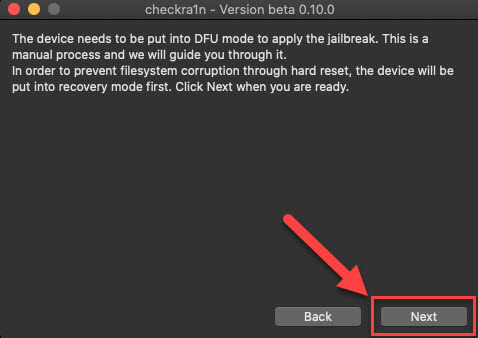 checkra1n - Version beta 0.10.0
The device needs to be put into DFU mode to apply the jailbreak. This is a
manual process and we will guide you through it.
In order to prevent filesystem corruption through hard reset, the device will be
put into recovery mode first. Click Next when you are ready.
Back Next